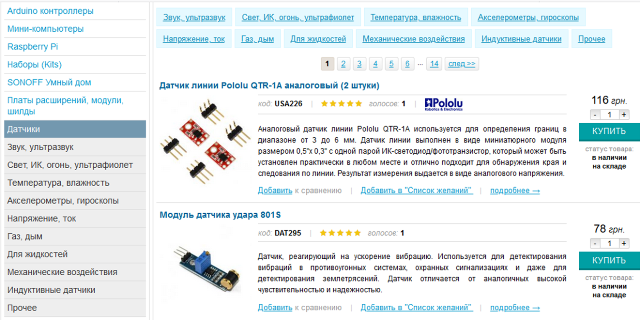 Arduino контроллеры
Мини-компьютеры
Raspberry Pi
Наборы (Kits)
SONOFF Умный дом
Платы расширений, модули, шилды
Датчики
Звук, ультразвук
Свет, ИК, огонь, ультрафиолет
Температура, влажность
Акселерометры, гироскопы
Напряжение, ток
Газ, дым
Для жидкостей
Механические воздействия
Индуктивные датчики
Прочее
Звук, ультразвук
Свет, ИК, огонь, ультрафиолет
Температура, влажность
Акселерометры, гироскопы
Напряжение, ток
Газ, дым
Для жидкостей
Механические воздействия
Индуктивные датчики
Прочее
1 2 3 4 5 6 ... 14 след >>
Датчик линии Pololu QTR-1A аналоговый (2 штуки)
код: USA226 | голосов: 1 | Pololu Robotics & Electronics
Аналоговый датчик линии Pololu QTR-1A используется для определения границ в
диапазоне от 3 до 6 мм. Датчик линии выполнен в виде миниатюрного модуля
размером 0,5"x 0,3" с одной парой ИК-светодиод/фототранзистор, который может быть
установлен практически в любом месте и отлично подходит для обнаружения края и
следования по линии. Результат измерения выдается в виде аналогового напряжения.
Добавить к сравнению | Добавить в "Список желаний" | подробнее →
116 грн.
- 1 +
КУПИТЬ
статус товара:
в наличии
на складе
Модуль датчика удара 801S
код: DAT295 | голосов: 1
Датчик, реагирующий на ускорение вибрацию. Используется для детектирования
вибраций в противоугонных системах, охранных сигнализациях и даже для
детектирования землетрясений. Датчик отличается от аналогичных высокой
чувствительностью и надежностью.
Добавить к сравнению | Добавить в "Список желаний" | подробнее →
78 грн.
- 1 +
КУПИТЬ
статус товара:
в наличии
на складе